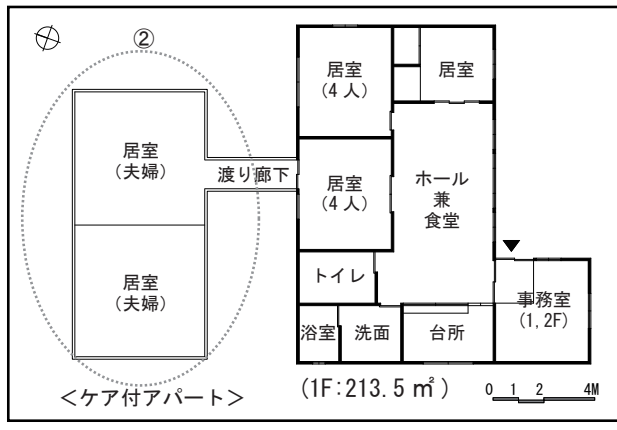 ②
居室
(4 人)
居室
居室
(夫婦)
渡り廊下
居室
(4 人)
ホール
兼
食堂
居室
(夫婦)
トイレ
事務室
(1, 2F)
浴室
洗面
台所
＜ケア付アパート＞
(1F:213.5 ㎡ )
0 1 2 4M